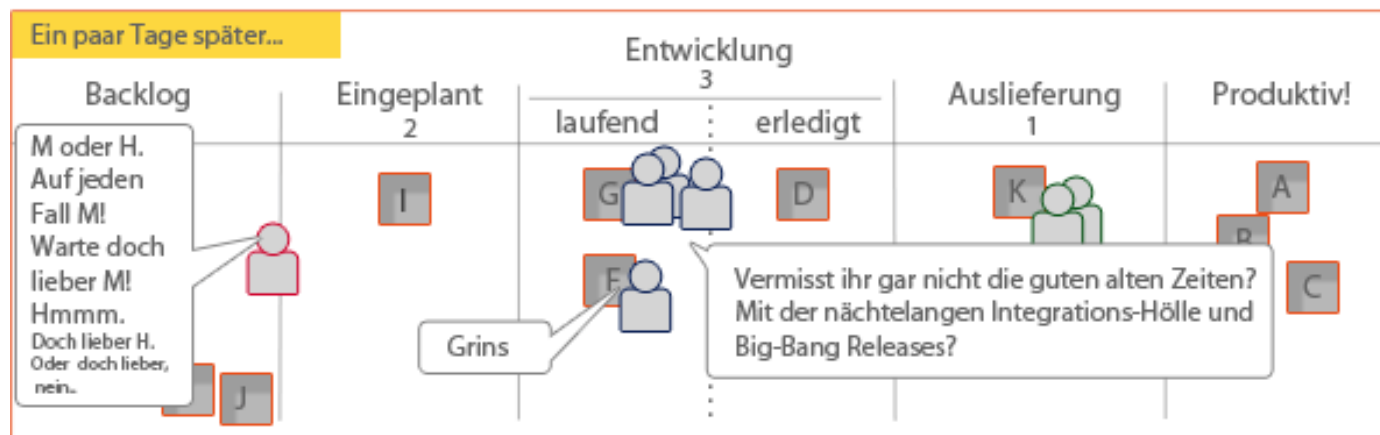 Ein paar Tage später...
Backlog
Eingeplant
2
Entwicklung
3
laufend
erledigt
Auslieferung
1
Produktiv!
M oder H.
Auf jeden
Fall M!
Warte doch
lieber M!
Hmmm.
Doch lieber H.
Oder doch lieber,
nein..
J
I
G
D
K
A
B
C
Grins
Vermisst ihr gar nicht die guten alten Zeiten?
Mit der nächtelangen Integrations-Hölle und
Big-Bang Releases?